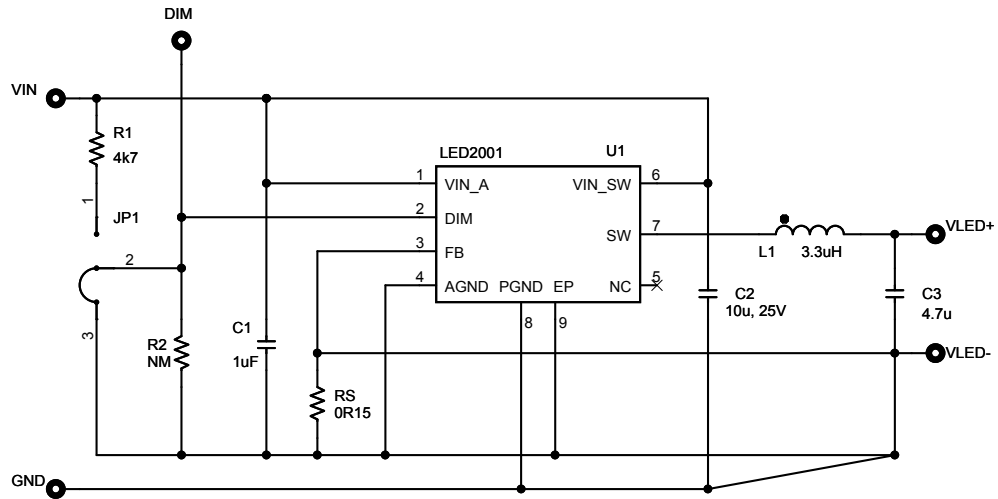 DIM
VIN
R1
4k7
LED2001
U1
1
VIN_A
VIN_SW
6
1
JP1
2
DIM
SW
7
VLED+
3
FB
L1
3.3uH
2
4
AGND
PGND
EP
NC
5
C2
10u, 25V
C3
4.7u
3
8
9
C1
1uF
R2
NM
VLED-
RS
0R15
GND